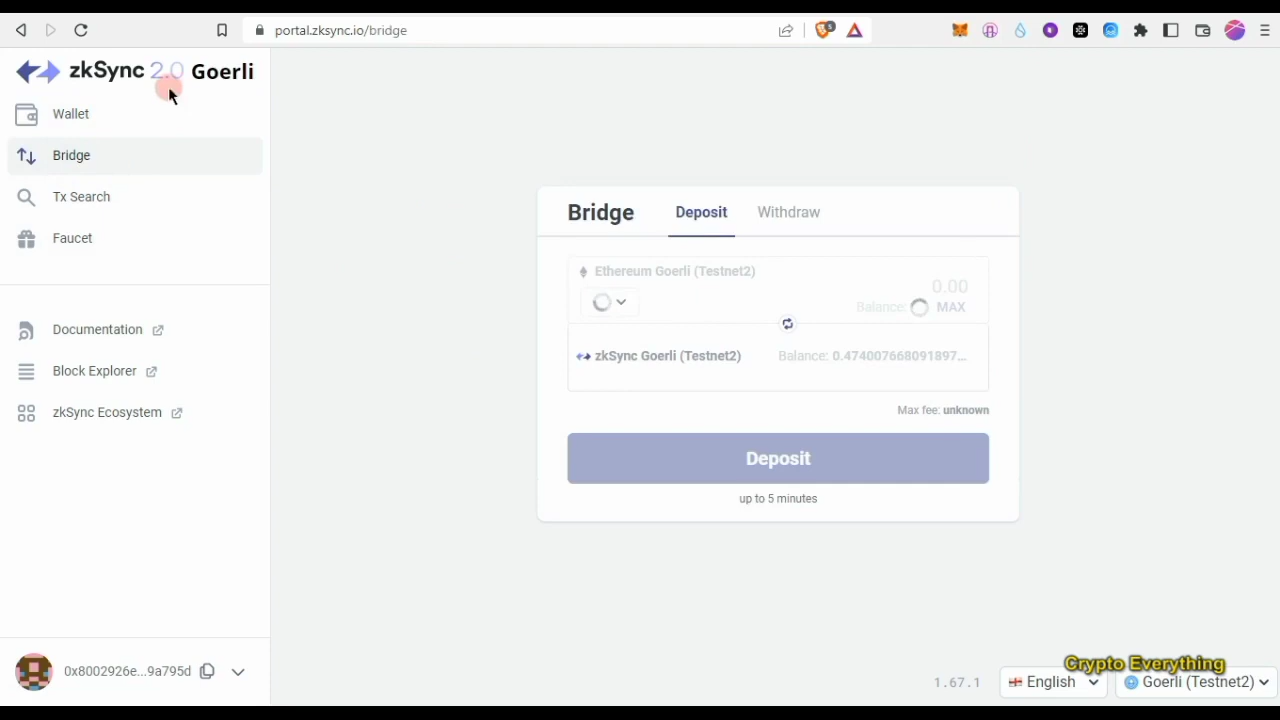 portal.zksync.io/bridge
5
zkSync 2.0 Goerli
Wallet
Bridge
Tx Search
Faucet
Documentation
Block Explorer
zkSync Ecosystem
0x8002926e...9a795d
Bridge Deposit Withdraw
Ethereum Goerli (Testnet2)
0.00
Balance: MAX
zkSync Goerli (Testnet2) Balance: 0.474007668091897...
Max fee: unknown
Deposit
up to 5 minutes
Crypto Everything
1.67.1 English Goerli (Testnet2)